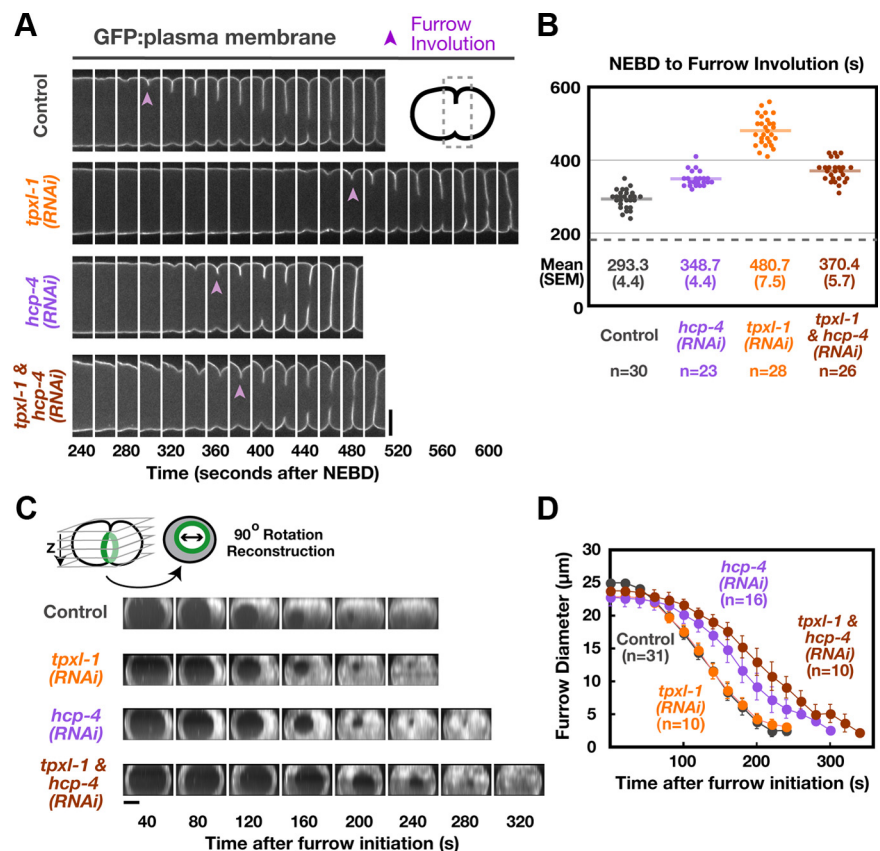 A
GFP:plasma membrane
Furrow
Involution
Control
tpxl-1
(RNAi)
hcp-4
(RNAi)
tpxl-1 &
hcp-4
(RNAi)
240 280 320 360 400 440 480 520 560 600
Time (seconds after NEBD)
B
NEBD to Furrow Involution (s)
600
400
200
0
Mean
(SEM)
293.3
(4.4)
348.7
(4.4)
480.7
(7.5)
370.4
(5.7)
Control
n=30
hcp-4
(RNAi)
n=23
tpxl-1
(RNAi)
n=28
tpxl-1
& hcp-4
(RNAi)
n=26
C
z
90° Rotation
Reconstruction
Control
tpxl-1
(RNAi)
hcp-4
(RNAi)
tpxl-1 &
hcp-4
(RNAi)
40 80 120 160 200 240 280 320
Time after furrow initiation (s)
D
Furrow Diameter (µm)
30
25
20
15
10
5
0
hcp-4
(RNAi)
(n=16)
tpxl-1 &
hcp-4
(RNAi)
(n=10)
Control
(n=31)
tpxl-1
(RNAi)
(n=10)
100 200 300
Time after furrow initiation (s)